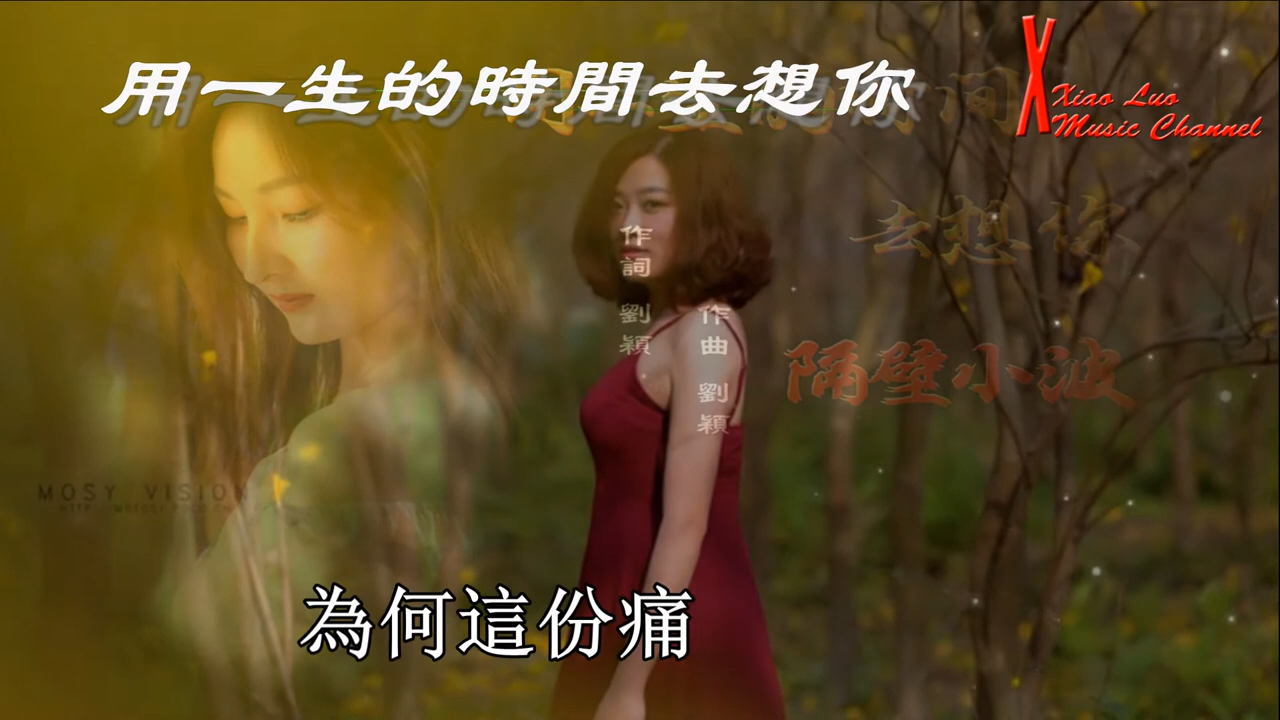 用一生的時間去想你
Xiao Luo
Music Channel
去想你
作詞 劉穎
作曲 劉穎
隔壁小波
MOSY VISION
為何這份痛